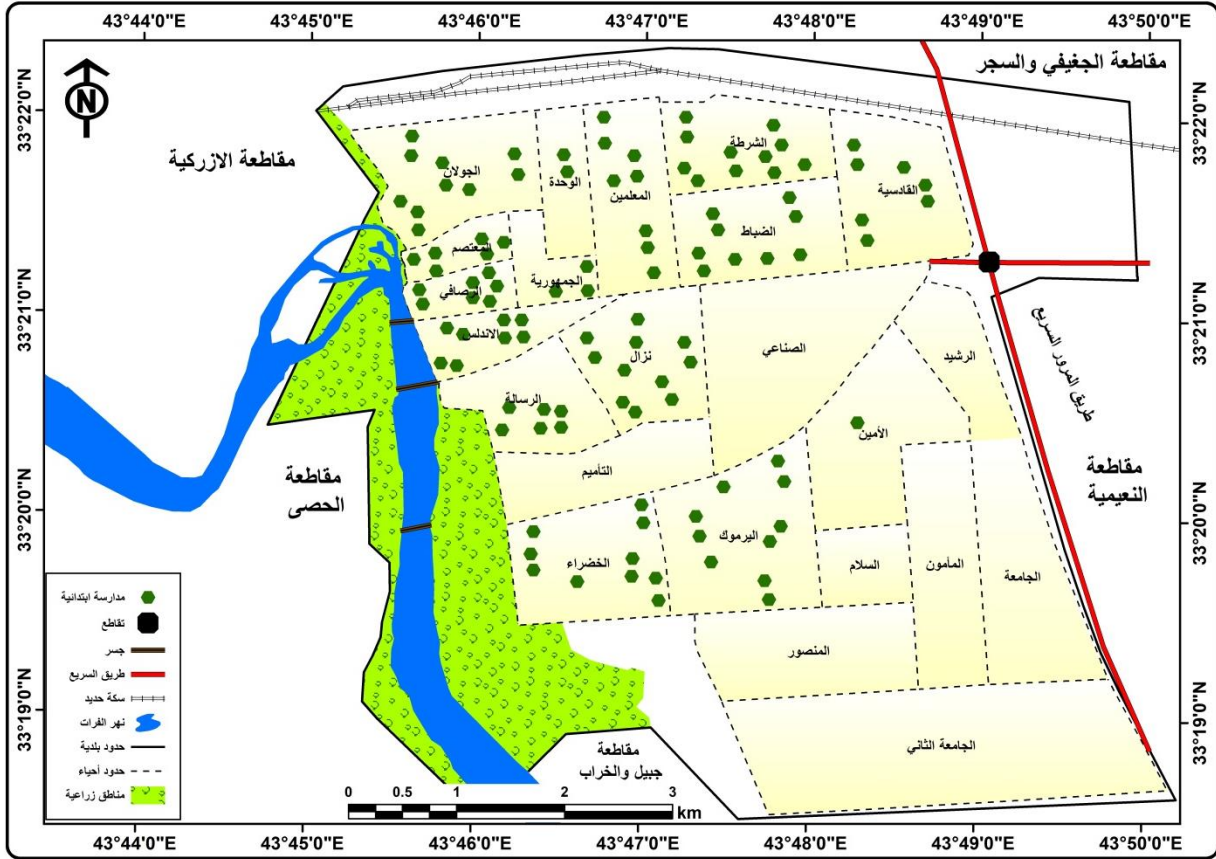 43°44'0"E 43°45'0"E 43°46'0"E 43°47'0"E 43°48'0"E 43°49'0"E 43°50'0"E
مقاطعة الجغيفي والسجر
N
33°22'0"N
33°22'0"N
مقاطعة الازركية
الشرطة
الجولان
الوحدة
المعلمين
القادسية
الضباط
المعتصم
الجمهورية
الرصافي
33°21'0"N
33°21'0"N
طريق المرور السريع
الاندلس
نزال
الصناعي
الرشيد
الرسالة
الأمين
مقاطعة
الحصى
التأميم
مقاطعة
النعيمية
33°20'0"N
33°20'0"N
اليرموك
الخضراء
السلام
المأمون
الجامعة
المنصور
33°19'0"N
33°19'0"N
الجامعة الثاني
مقاطعة
جبيل والخراب
مدارسة ابتدائية
تقاطع
جسر
طريق السريع
سكة حديد
نهر الفرات
حدود بلدية
حدود أحياء
مناطق زراعية
0 0.5 1 2 3
km
43°44'0"E 43°45'0"E 43°46'0"E 43°47'0"E 43°48'0"E 43°49'0"E 43°50'0"E